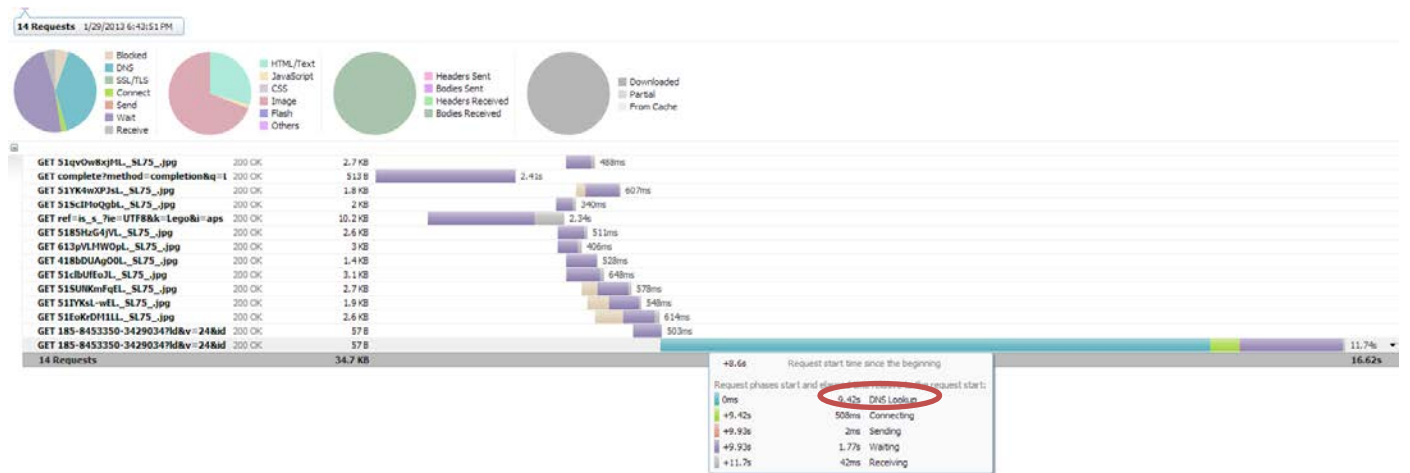 14 Requests 1/29/2013 6:43:51 PM
Blocked
DNS
SSL/TLS
Connect
Send
Wait
Receive
HTML/Text
JavaScript
CSS
Image
Flash
Others
Headers Sent
Bodies Sent
Headers Received
Bodies Received
Downloaded
Partial
From Cache
GET 51qvOw8xjML._SL75_.jpg 200 OK 2.7 KB 488ms
GET complete?method=completion&q=l 200 OK 513 B 2.41s
GET 51YK4wXPJsL._SL75_.jpg 200 OK 1.8 KB 607ms
GET 51ScIMoQgbL._SL75_.jpg 200 OK 2 KB 340ms
GET ref=is_s_?ie=UTF8&k=Lego&i=aps 200 OK 10.2 KB 2.34s
GET 5185HzG4jVL._SL75_.jpg 200 OK 2.6 KB 511ms
GET 613pVLMWOpL._SL75_.jpg 200 OK 3 KB 406ms
GET 418bDUAgO0L._SL75_.jpg 200 OK 1.4 KB 528ms
GET 51clbUfEoJL._SL75_.jpg 200 OK 3.1 KB 648ms
GET 51SUNKmFqEL._SL75_.jpg 200 OK 2.7 KB 578ms
GET 51IYKsL-wEL._SL75_.jpg 200 OK 1.9 KB 548ms
GET 51EoKrDM1LL._SL75_.jpg 200 OK 2.6 KB 614ms
GET 185-8453350-3429034?ld&v=24&id 200 OK 57 B 503ms
GET 185-8453350-3429034?ld&v=24&id 200 OK 57 B 11.74s
14 Requests 34.7 KB 16.62s
+8.6s Request start time since the beginning
Request phases start and elapsed time relative to the request start:
0ms 9.42s DNS Lookup
+9.42s 508ms Connecting
+9.93s 2ms Sending
+9.93s 1.77s Waiting
+11.7s 42ms Receiving